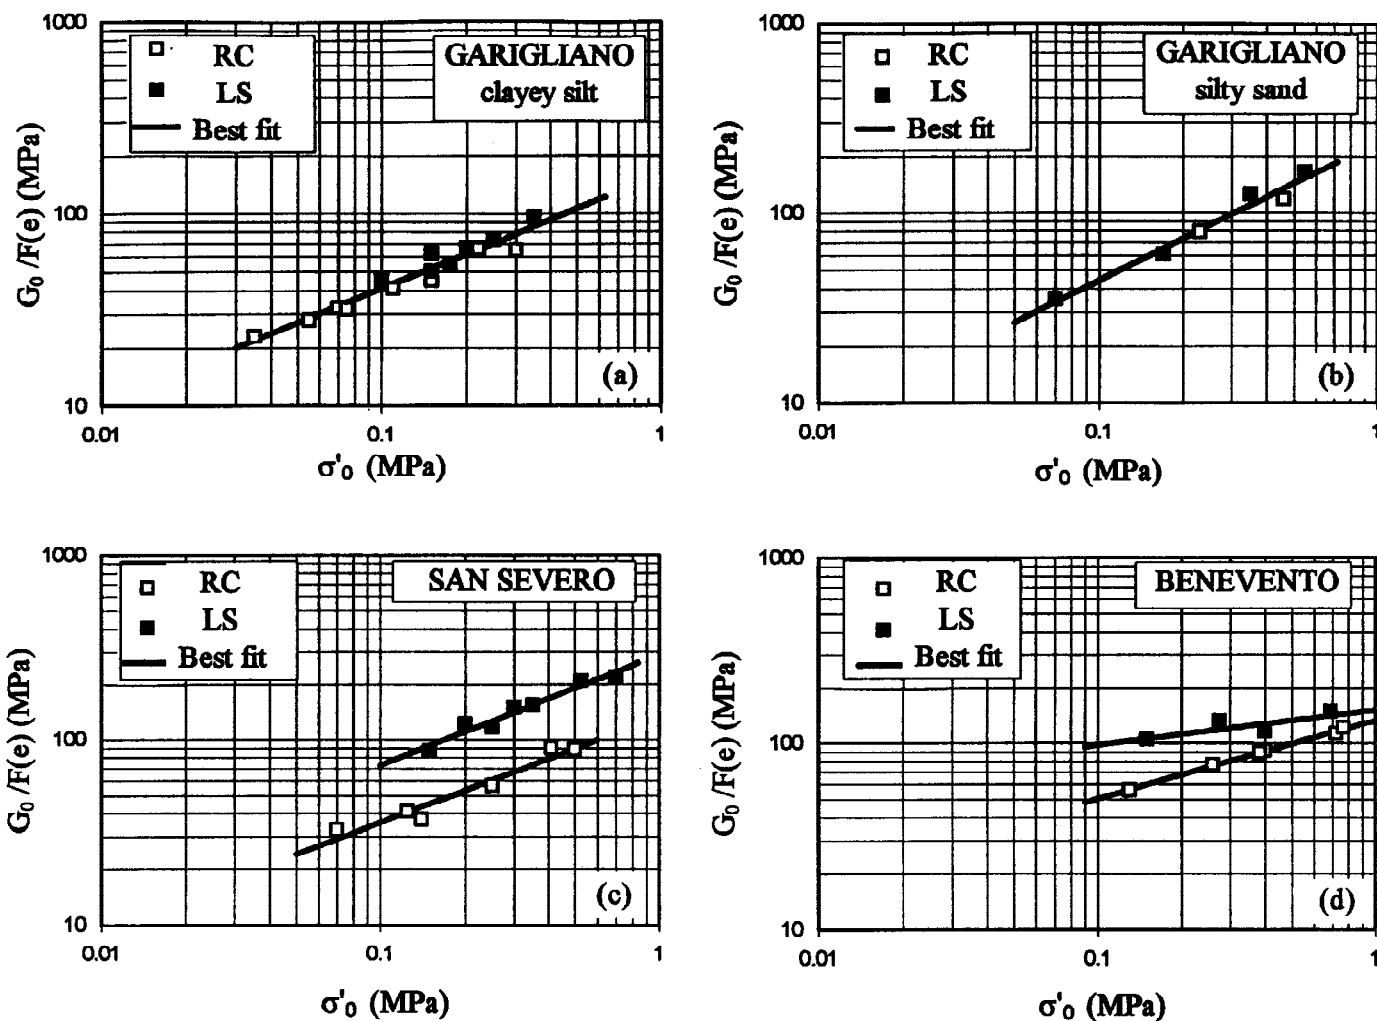 1000
RC
LS
Best fit
GARIGLIANO
clayey silt
G₀/F(e) (MPa)
100
10
(a)
0.01
0.1
1
σ'₀ (MPa)
1000
RC
LS
Best fit
GARIGLIANO
silty sand
G₀/F(e) (MPa)
100
10
(b)
0.01
0.1
1
σ'₀ (MPa)
1000
RC
LS
Best fit
SAN SEVERO
G₀/F(e) (MPa)
100
10
(c)
0.01
0.1
1
σ'₀ (MPa)
1000
RC
LS
Best fit
BENEVENTO
G₀/F(e) (MPa)
100
10
(d)
0.01
0.1
1
σ'₀ (MPa)